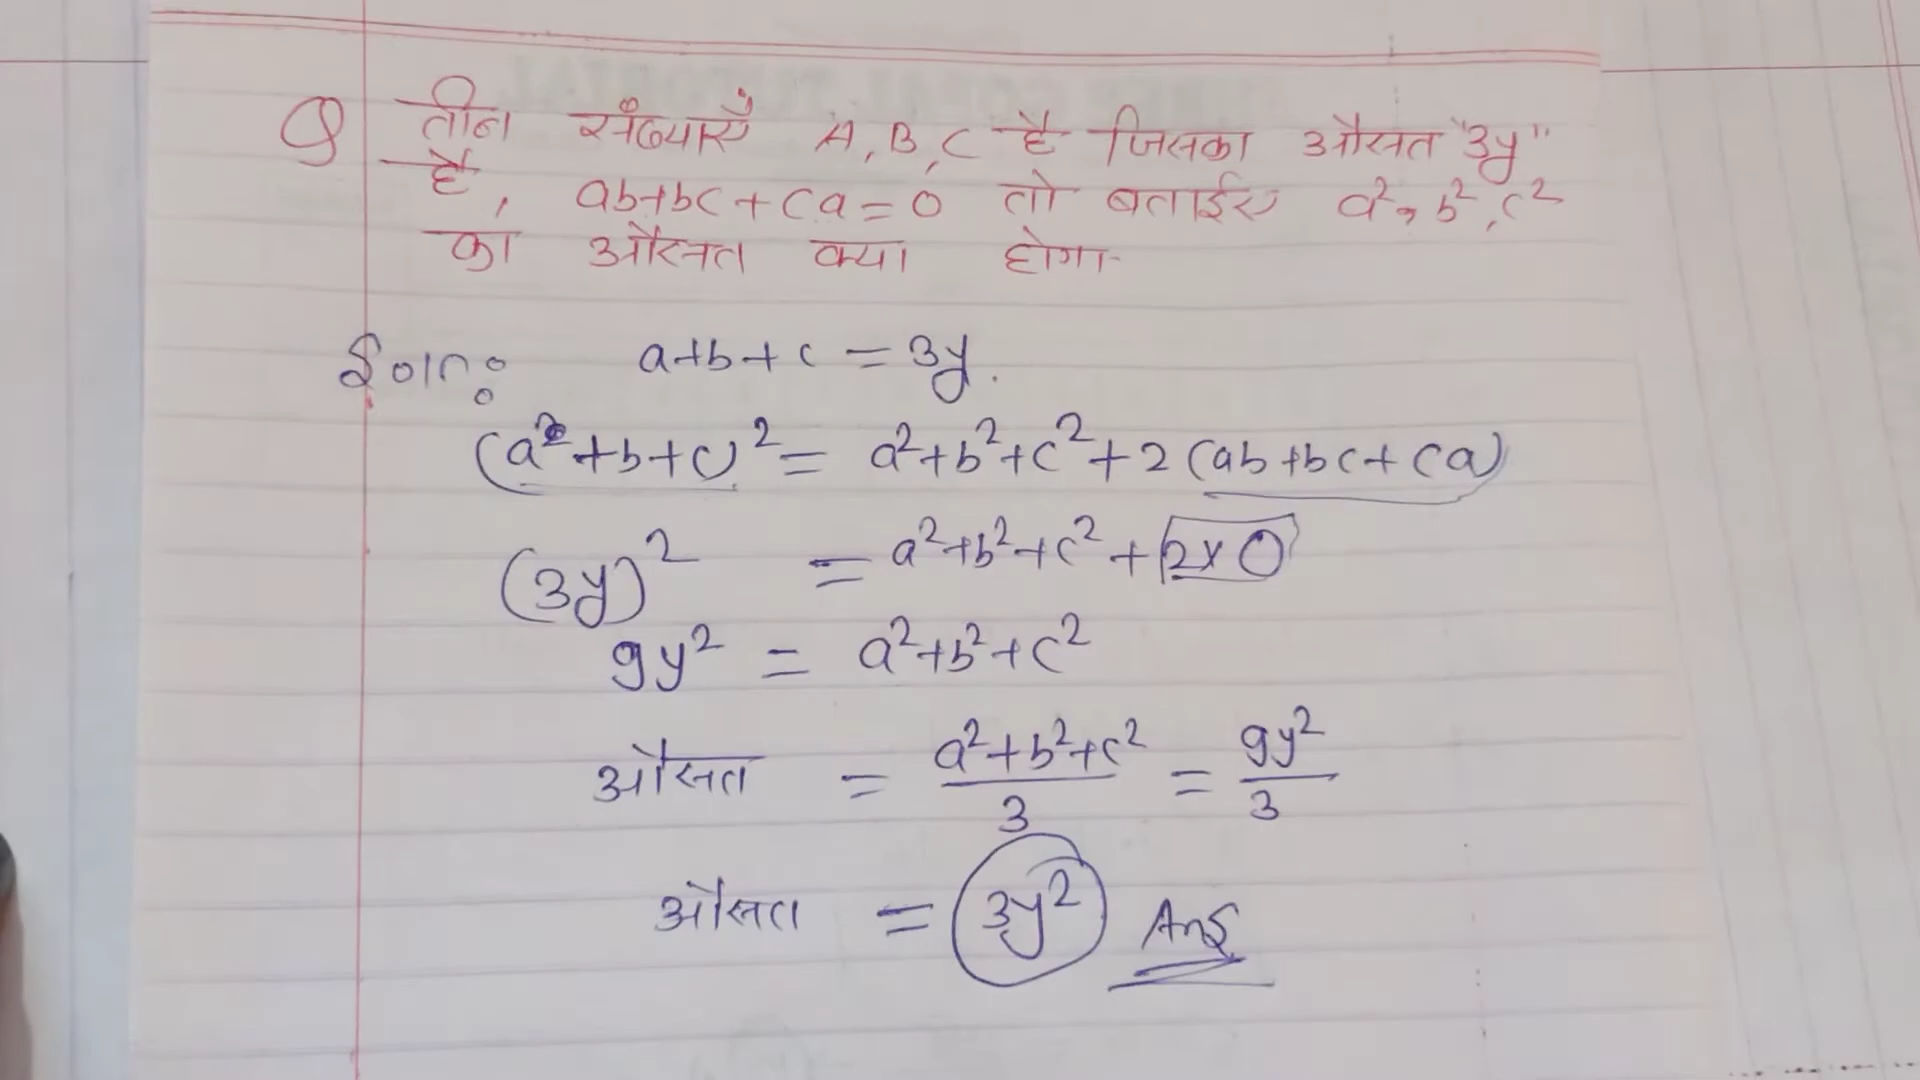 Q तीन संख्याएँ A, B, C है जिसका औसत "3y"
है, ab+bc+ca=0 तो बताईए a²,b²,c²
का औसत क्या होगा
Soln: a+b+c = 3y.
(a²+b+c)² = a²+b²+c²+2(ab+bc+ca)
(3y)² = a²+b²+c²+2×0
9y² = a²+b²+c²
औसत = a²+b²+c²/3 = 9y²/3
औसत = 3y² Ans